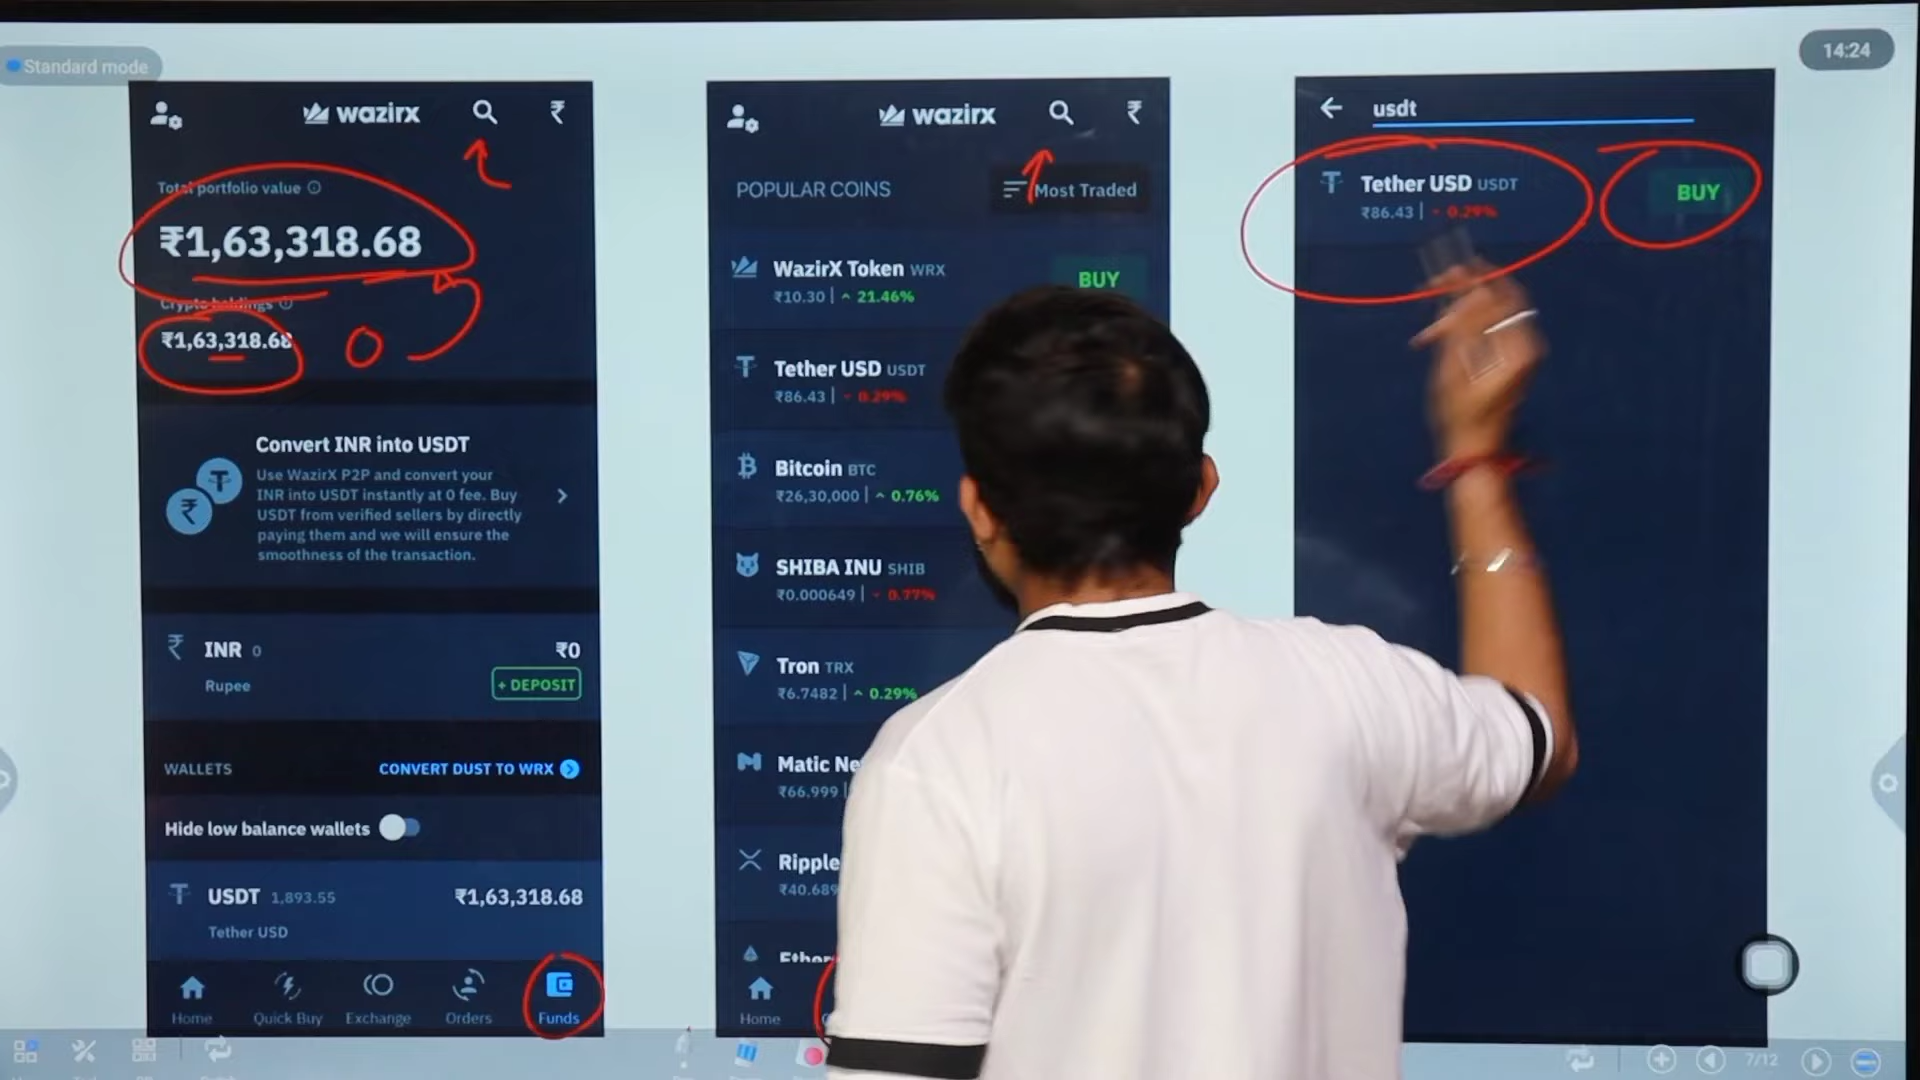 Standard mode
14:24
wazirx
₹
Total portfolio value
₹1,63,318.68
Crypto holdings
₹1,63,318.68
0
Convert INR into USDT
Use WazirX P2P and convert your
INR into USDT instantly at 0 fee. Buy
USDT from verified sellers by directly
paying them and we will ensure the
smoothness of the transaction.
₹
INR 0 ₹0
Rupee + DEPOSIT
WALLETS CONVERT DUST TO WRX
Hide low balance wallets
USDT 1,893.55 ₹1,63,318.68
Tether USD
Home Quick Buy Exchange Orders Funds
wazirx
₹
POPULAR COINS Most Traded
WazirX Token WRX BUY
₹10.30 | 21.46%
Tether USD USDT
₹86.43 | 0.29%
Bitcoin BTC
₹26,30,000 | 0.76%
SHIBA INU SHIB
₹0.000649 | 0.77%
Tron TRX
₹6.7482 | 0.29%
Matic Ne
₹66.999 |
Ripple
₹40.689
Ether
Home
usdt
Tether USD USDT BUY
₹86.43 | 0.29%
7/12